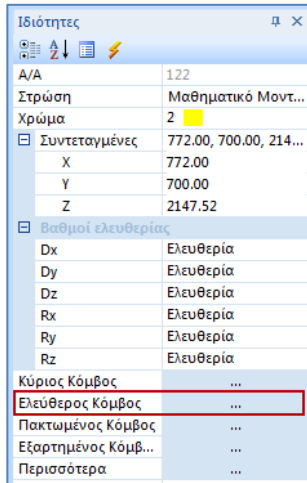 Ιδιότητες
Α/Α 122
Στρώση Μαθηματικό Μοντ...
Χρώμα 2
Συντεταγμένες 772.00, 700.00, 214...
X 772.00
Y 700.00
Z 2147.52
Βαθμοί ελευθερίας
Dx Ελευθερία
Dy Ελευθερία
Dz Ελευθερία
Rx Ελευθερία
Ry Ελευθερία
Rz Ελευθερία
Κύριος Κόμβος ...
Ελεύθερος Κόμβος ...
Πακτωμένος Κόμβος ...
Εξαρτημένος Κόμβ... ...
Περισσότερα ...